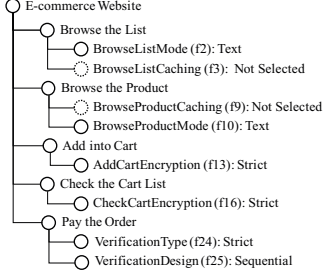 E-commerce Website
Browse the List
BrowseListMode (f2): Text
BrowseListCaching (f3): Not Selected
Browse the Product
BrowseProductCaching (f9): Not Selected
BrowseProductMode (f10): Text
Add into Cart
AddCartEncryption (f13): Strict
Check the Cart List
CheckCartEncryption (f16): Strict
Pay the Order
VerificationType (f24): Strict
VerificationDesign (f25): Sequential